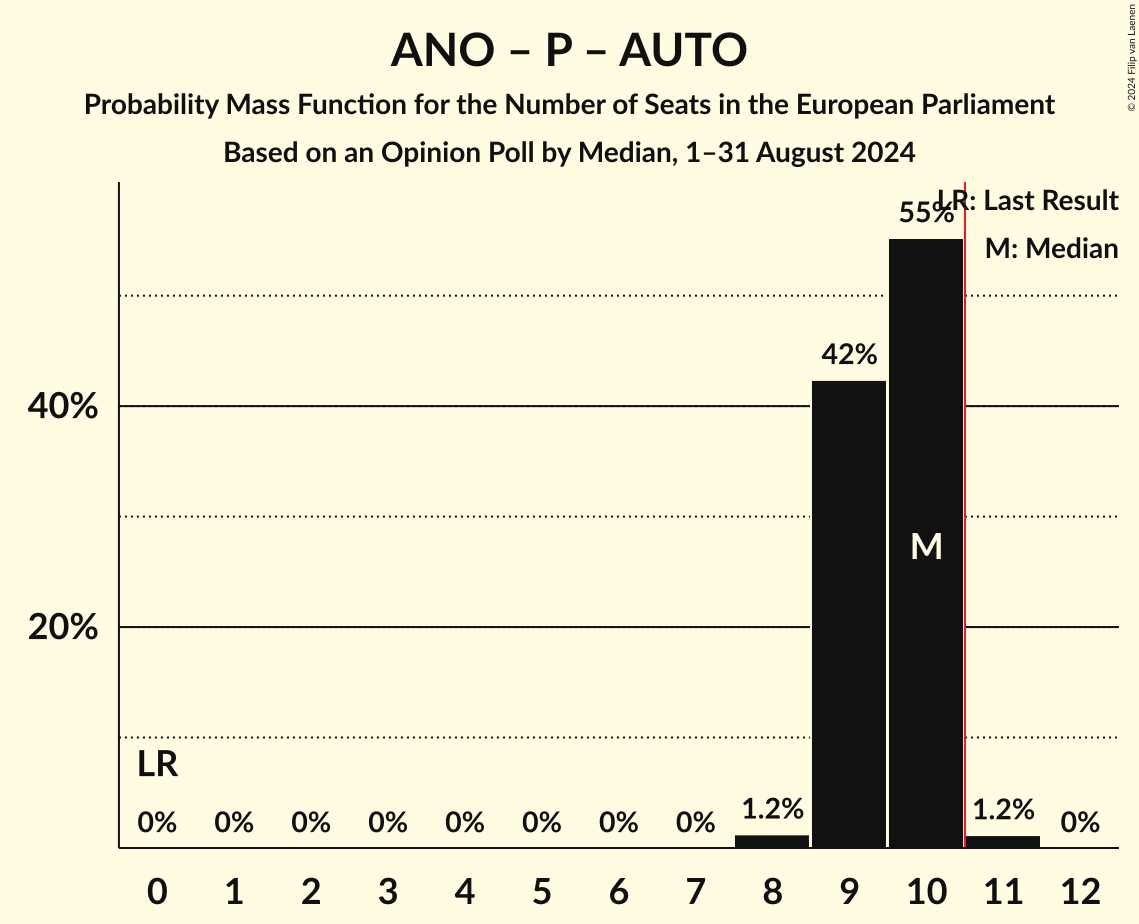 ANO – P – AUTO
Probability Mass Function for the Number of Seats in the European Parliament
Based on an Opinion Poll by Median, 1–31 August 2024
© 2024 Filip van Laenen
LR: Last Result
M: Median
55%
42%
40%
M
20%
LR
0% 0% 0% 0% 0% 0% 0% 0% 1.2% 1.2% 0%
0 1 2 3 4 5 6 7 8 9 10 11 12